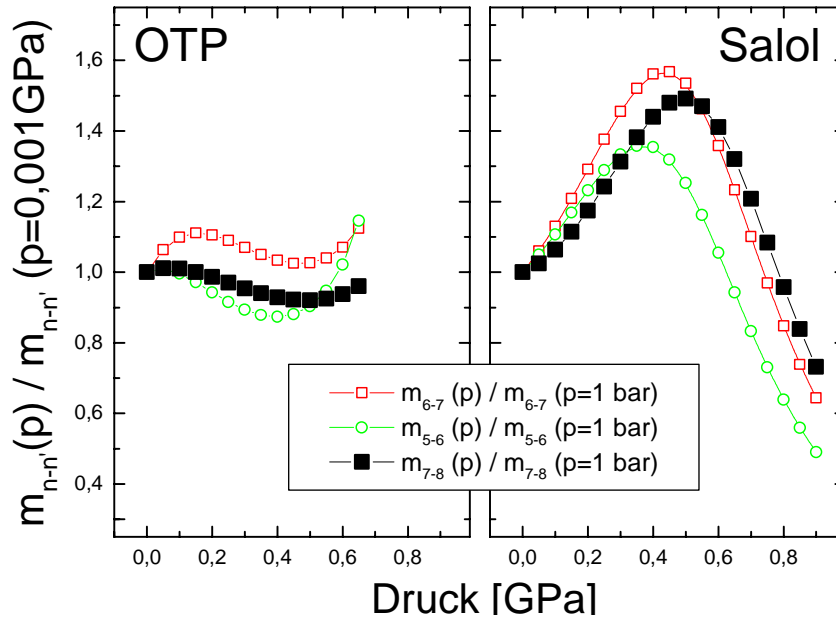 OTP
Salol
m_{n-n'}(p) / m_{n-n'} (p=0,001GPa)
1,6
1,4
1,2
1,0
0,8
0,6
0,4
m_{6-7} (p) / m_{6-7} (p=1 bar)
m_{5-6} (p) / m_{5-6} (p=1 bar)
m_{7-8} (p) / m_{7-8} (p=1 bar)
0,0 0,2 0,4 0,6 0,8
0,0 0,2 0,4 0,6 0,8
Druck [GPa]